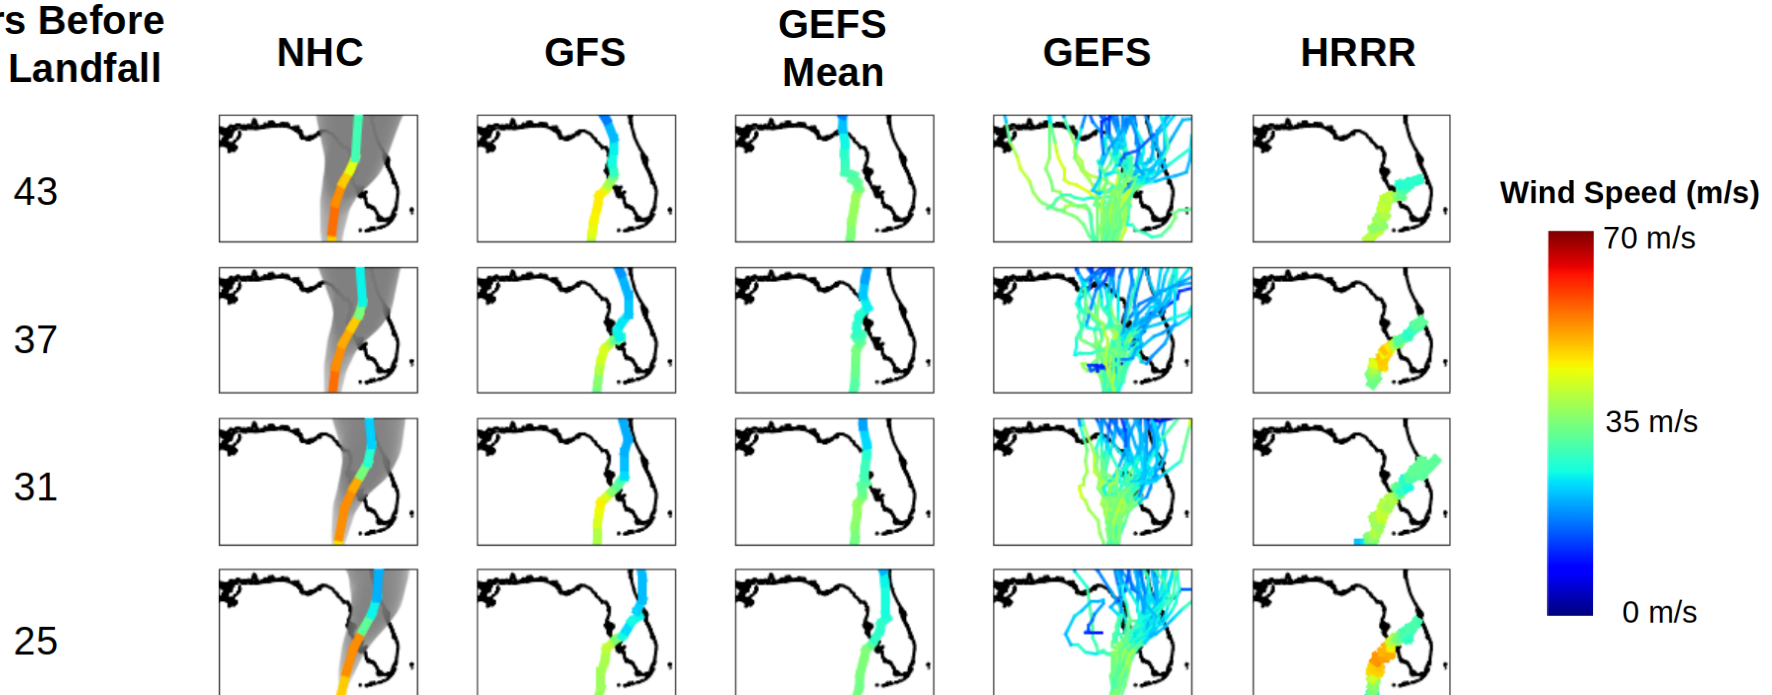 rs Before
Landfall
NHC
GFS
GEFS
Mean
GEFS
HRRR
43
37
31
25
Wind Speed (m/s)
70 m/s
35 m/s
0 m/s